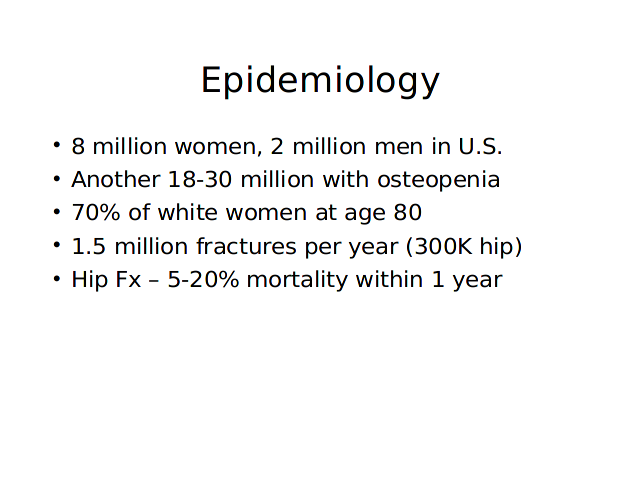 Epidemiology
• 8 million women, 2 million men in U.S.
• Another 18-30 million with osteopenia
• 70% of white women at age 80
• 1.5 million fractures per year (300K hip)
• Hip Fx – 5-20% mortality within 1 year